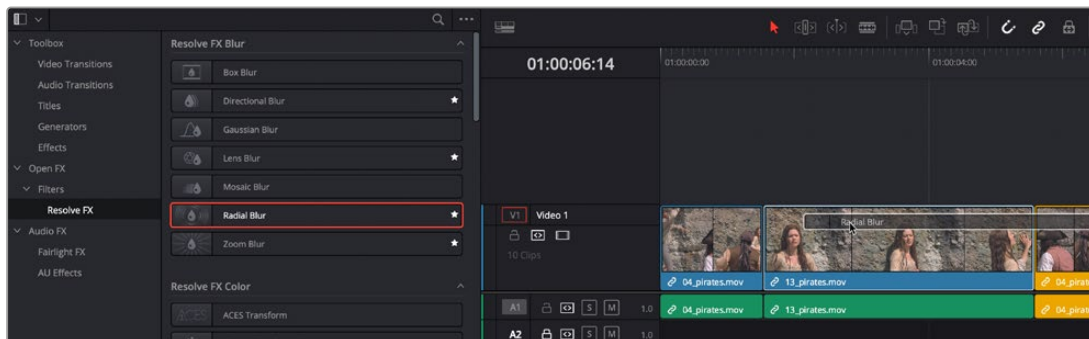 Toolbox
Video Transitions
Audio Transitions
Titles
Generators
Effects
Open FX
Filters
Resolve FX
Audio FX
Fairlight FX
AU Effects
Resolve FX Blur
Box Blur
Directional Blur
Gaussian Blur
Lens Blur
Mosaic Blur
Radial Blur
Zoom Blur
Resolve FX Color
ACES
ACES Transform
01:00:06:14
01:00:00:00
01:00:04:00
V1 Video 1
10 Clips
Radial Blur
04_pirates.mov
13_pirates.mov
A1 S M 1.0
04_pirates.mov
13_pirates.mov
A2 S M 1.0